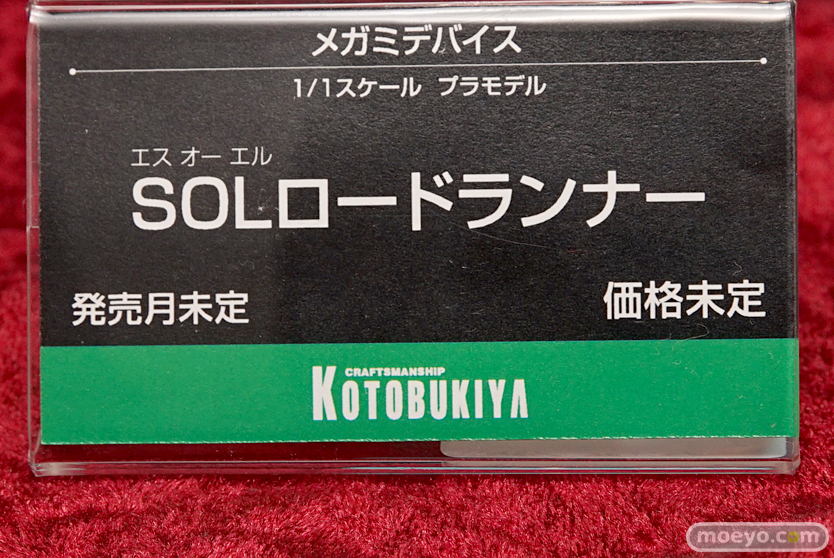 メガミデバイス
1/1スケール プラモデル
エス オー エル
SOLロードランナー
発売月未定
価格未定
CRAFTSMANSHIP
KOTOBUKIYA
moeyo.com